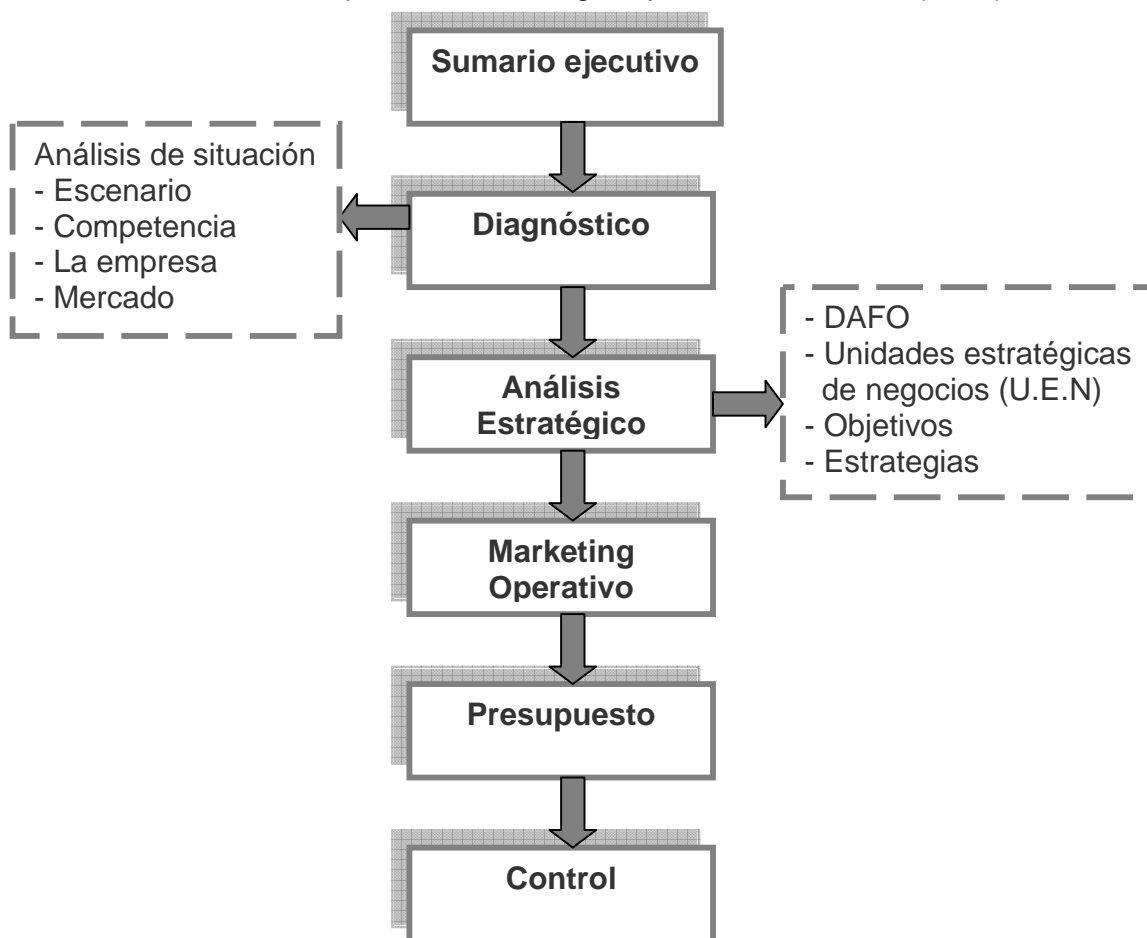 Sumario ejecutivo
Análisis de situación
- Escenario
- Competencia
- La empresa
- Mercado
Diagnóstico
- DAFO
- Unidades estratégicas
de negocios (U.E.N)
- Objetivos
- Estrategias
Análisis
Estratégico
Marketing
Operativo
Presupuesto
Control